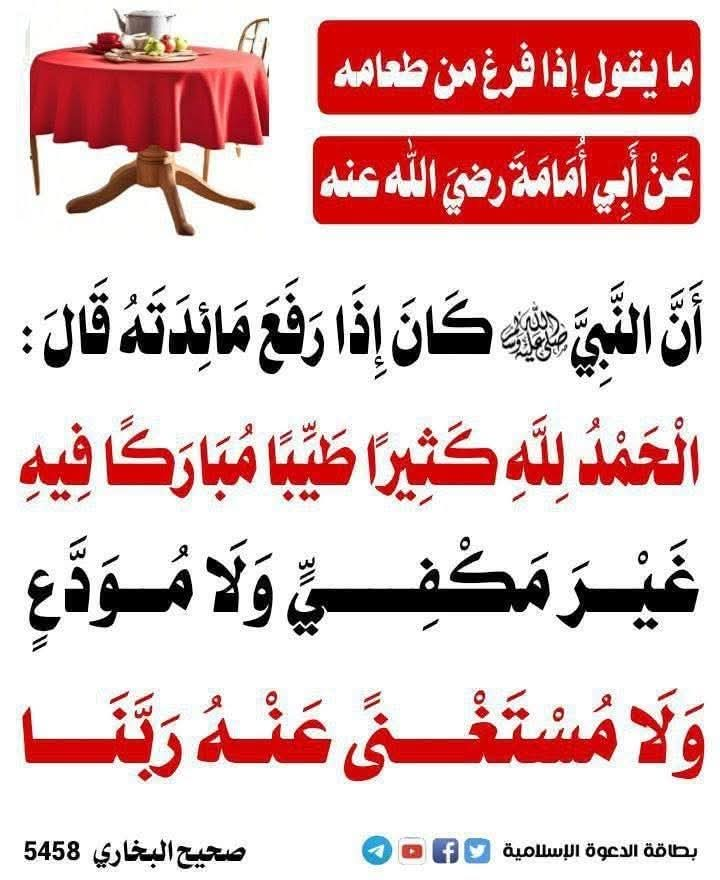 ما يقول إذا فرغ من طعامه
عَنْ أَبِي أُمَامَةَ رضيَ الله عنه
أَنَّ النَّبِيَّ ﷺ كَانَ إِذَا رَفَعَ مَائِدَتَهُ قَالَ :
الْحَمْدُ لِلَّهِ كَثِيرًا طَيِّبًا مُبَارَكًا فِيهِ
غَيْرَ مَكْفِيٍّ وَلَا مُوَدَّعٍ
وَلَا مُسْتَغْنًى عَنْهُ رَبَّنَا
بطاقة الدعوة الإسلامية صحيح البخاري 5458